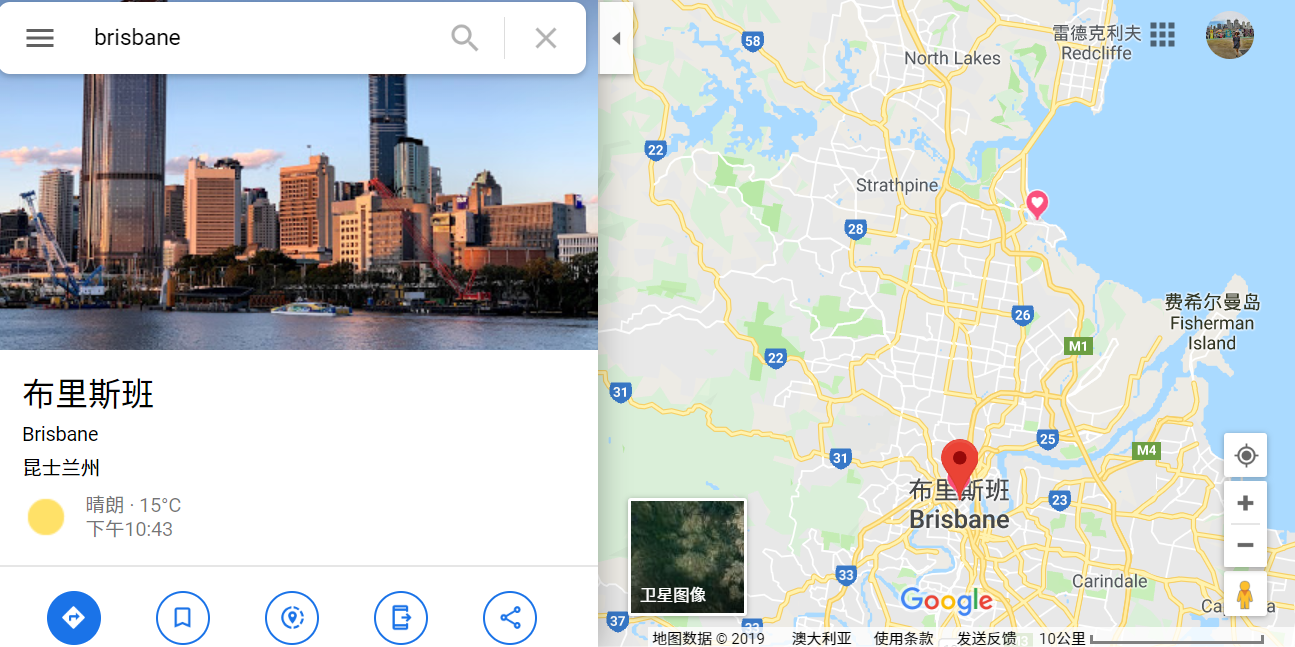 brisbane
布里斯班
Brisbane
昆士兰州
晴朗 · 15°C
下午10:43
58
North Lakes
雷德克利夫
Redcliffe
22
Strathpine
28
26
费希尔曼岛
Fisherman
Island
M1
22
31
25
M4
31
布里斯班
Brisbane
23
33
Carindale
卫星图像
Google
37
地图数据 © 2019
澳大利亚
使用条款
发送反馈
10公里